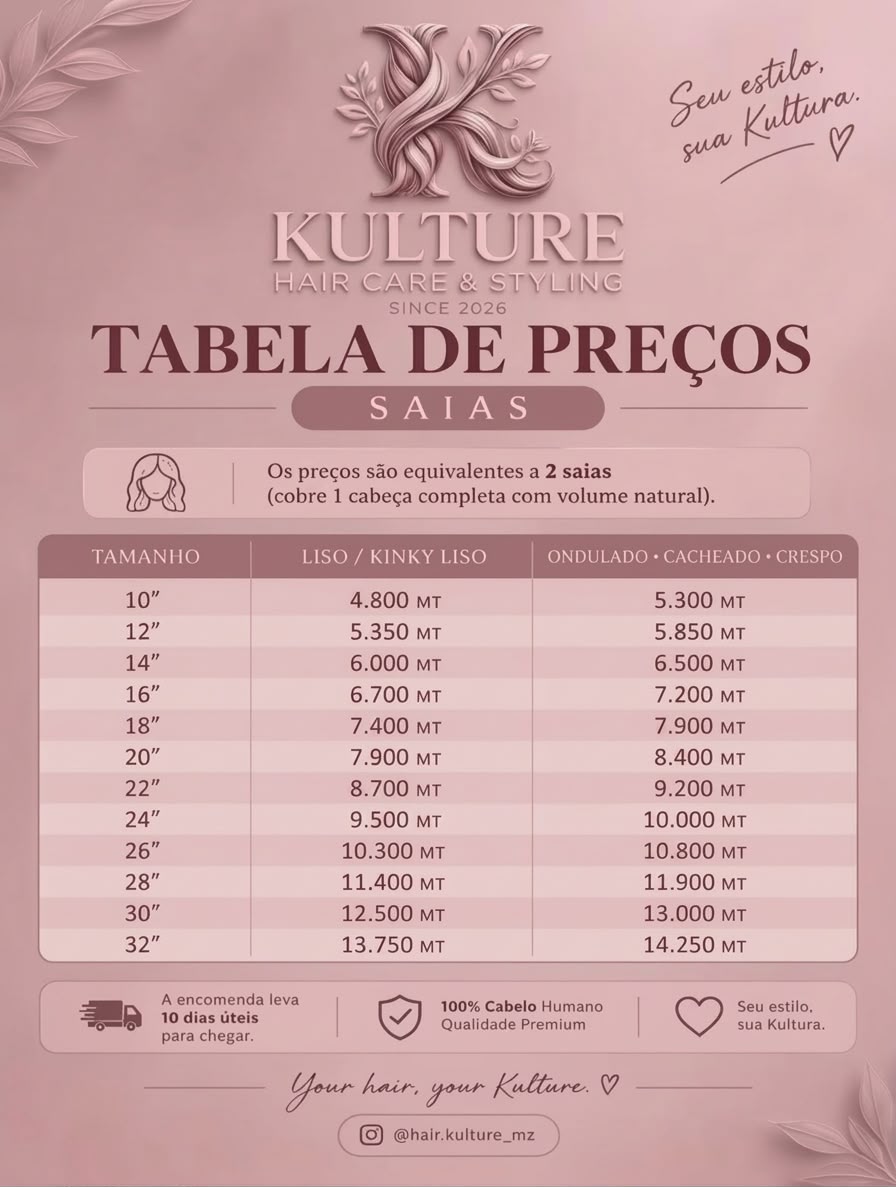 Seu estilo,
sua Kultura.
K
KULTURE
HAIR CARE & STYLING
SINCE 2026
TABELA DE PREÇOS
SAIAS
Os preços são equivalentes a 2 saias
(cobre 1 cabeça completa com volume natural).
TAMANHO LISO / KINKY LISO ONDULADO • CACHEADO • CRESPO
10” 4.800 MT 5.300 MT
12” 5.350 MT 5.850 MT
14” 6.000 MT 6.500 MT
16” 6.700 MT 7.200 MT
18” 7.400 MT 7.900 MT
20” 7.900 MT 8.400 MT
22” 8.700 MT 9.200 MT
24” 9.500 MT 10.000 MT
26” 10.300 MT 10.800 MT
28” 11.400 MT 11.900 MT
30” 12.500 MT 13.000 MT
32” 13.750 MT 14.250 MT
A encomenda leva
10 dias úteis
para chegar.
100% Cabelo Humano
Qualidade Premium
Seu estilo,
sua Kultura.
Your hair, your Kulture.
@hair.kulture_mz